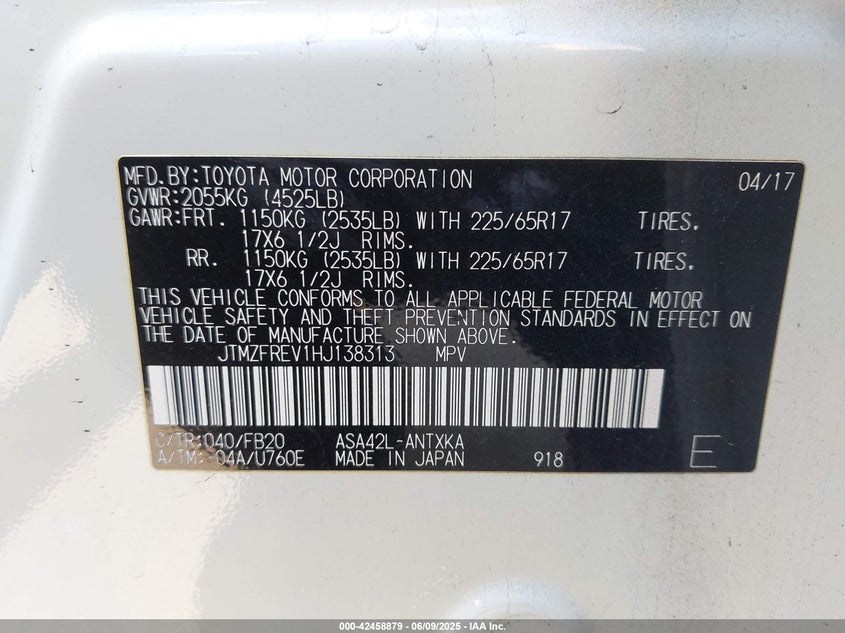 MFD.BY:TOYOTA MOTOR CORPORATION 04/17
GVWR:2055KG (4525LB)
GAWR:FRT. 1150KG (2535LB) WITH 225/65R17 TIRES.
17X6 1/2J RIMS.
RR. 1150KG (2535LB) WITH 225/65R17 TIRES.
17X6 1/2J RIMS.
THIS VEHICLE CONFORMS TO ALL APPLICABLE FEDERAL MOTOR
VEHICLE SAFETY AND THEFT PREVENTION STANDARDS IN EFFECT ON
THE DATE OF MANUFACTURE SHOWN ABOVE.
JTMZFREV1HJ138313 MPV
C/TR:040/FB20 ASA42L-ANTXKA
A/TM:-04A/U760E MADE IN JAPAN 918 E
000-42458879 - 06/09/2025 - IAA Inc.